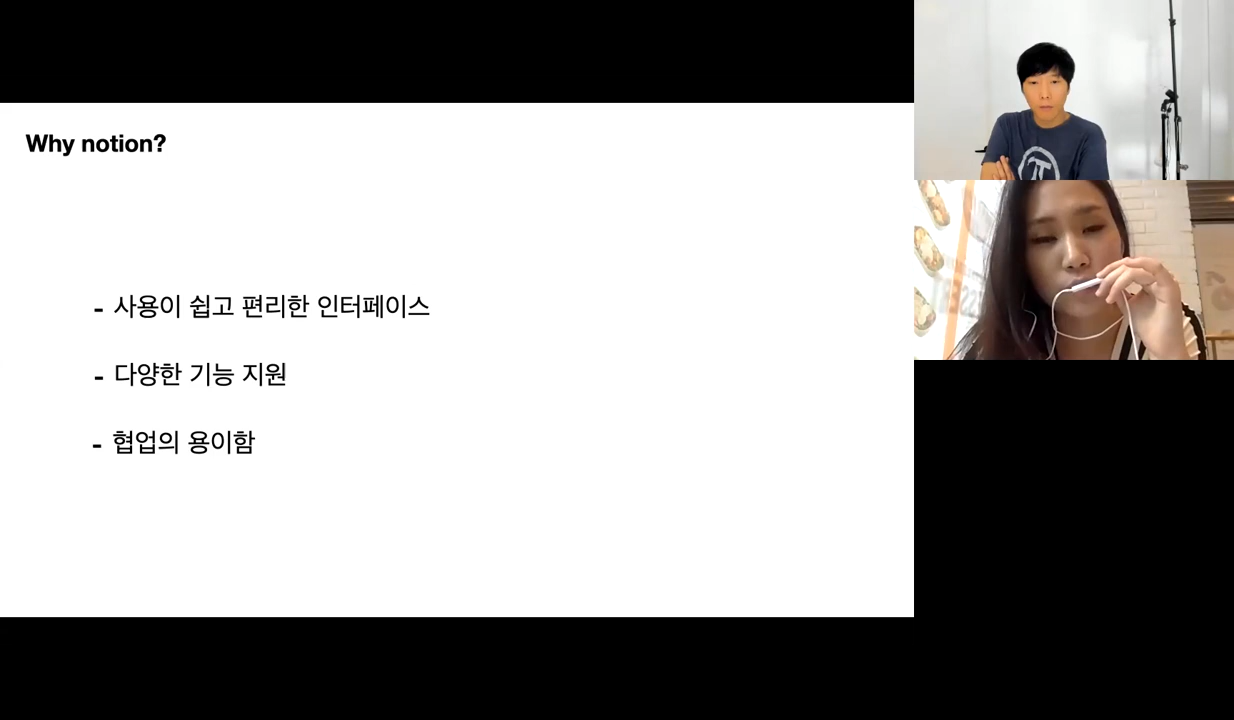 Why notion?
- 사용이 쉽고 편리한 인터페이스
- 다양한 기능 지원
- 협업의 용이함